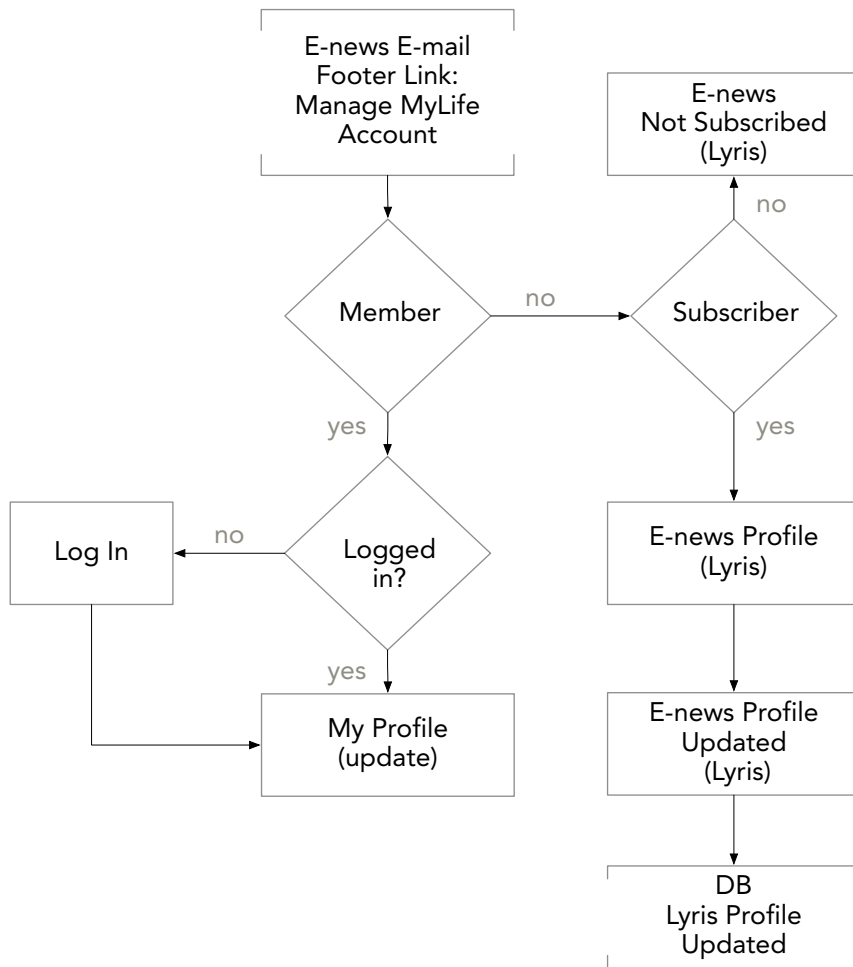 E-news E-mail
Footer Link:
Manage MyLife
Account
E-news
Not Subscribed
(Lyris)
no
Member
no
Subscriber
yes
yes
Log In
no
Logged
in?
E-news Profile
(Lyris)
yes
My Profile
(update)
E-news Profile
Updated
(Lyris)
DB
Lyris Profile
Updated